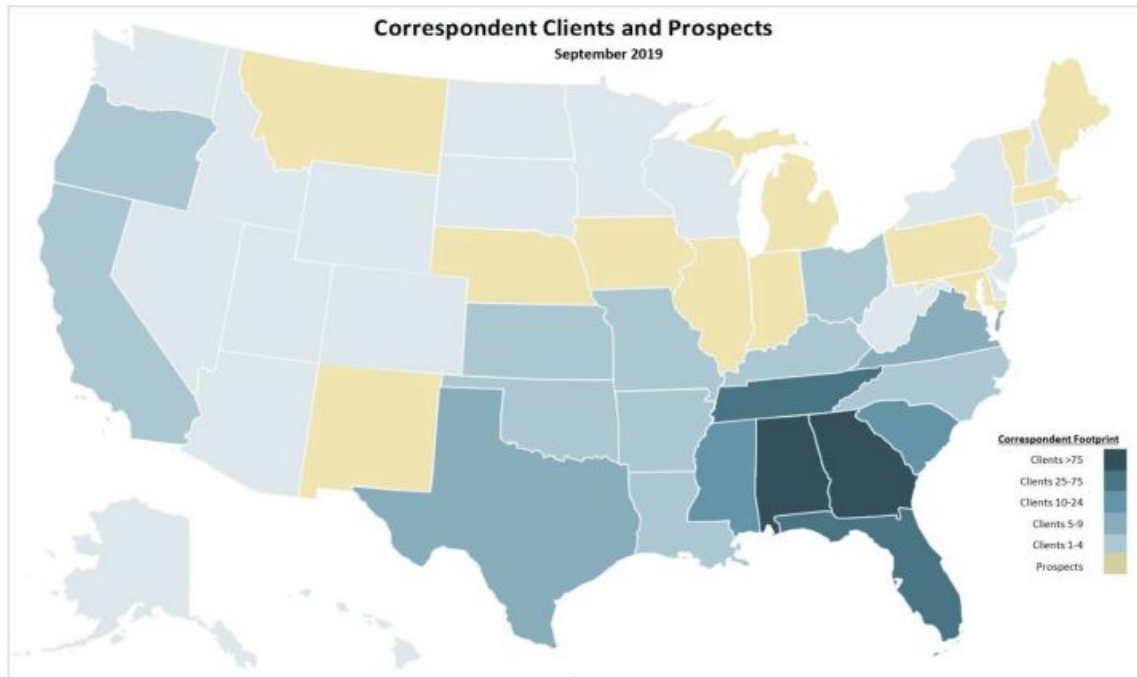 Correspondent Clients and Prospects
September 2019
Correspondent Footprint
Clients >75
Clients 25-75
Clients 10-24
Clients 5-9
Clients 1-4
Prospects